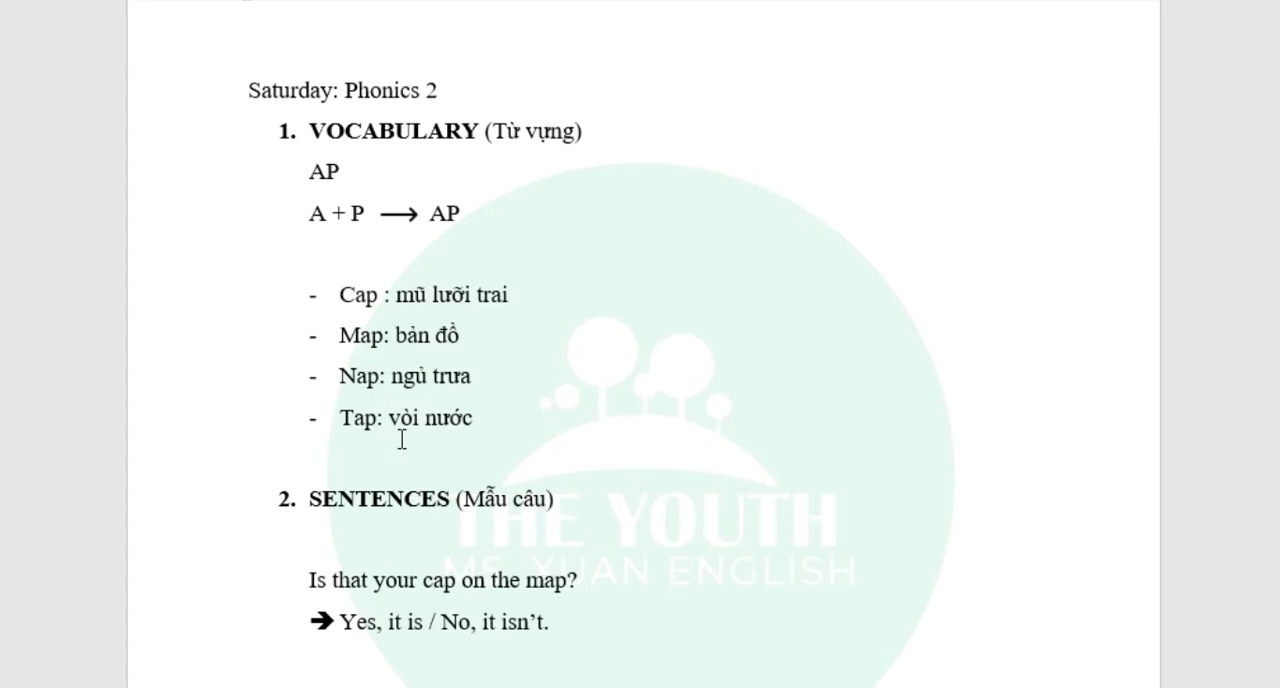 Saturday: Phonics 2
1. VOCABULARY (Từ vựng)
AP
A + P ⟶ AP
- Cap : mũ lưỡi trai
- Map: bản đồ
- Nap: ngủ trưa
- Tap: vòi nước
2. SENTENCES (Mẫu câu)
THE YOUTH
MS. XUAN ENGLISH
Is that your cap on the map?
➔ Yes, it is / No, it isn’t.